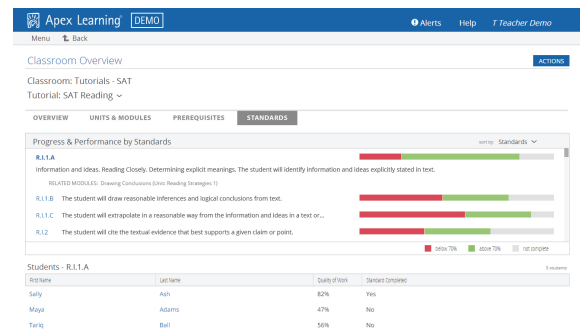 Apex Learning DEMO
Alerts Help T Teacher Demo
Menu Back
Classroom Overview ACTIONS
Classroom: Tutorials - SAT
Tutorial: SAT Reading
OVERVIEW UNITS & MODULES PREREQUISITES STANDARDS
Progress & Performance by Standards sort by: Standards
R.I.1.A
Information and ideas. Reading Closely. Determining explicit meanings. The student will identify information and ideas explicitly stated in text.
RELATED MODULES: Drawing Conclusions (Unit: Reading Strategies 1)
R.I.1.B The student will draw reasonable inferences and logical conclusions from text.
R.I.1.C The student will extrapolate in a reasonable way from the information and ideas in a text or...
R.I.2 The student will cite the textual evidence that best supports a given claim or point.
below 70% above 70% not complete
Students - R.I.1.A 9 students
First Name Last Name Quality of Work Standard Completed
Sally Ash 82% Yes
Maya Adams 47% No
Tariq Ball 56% No